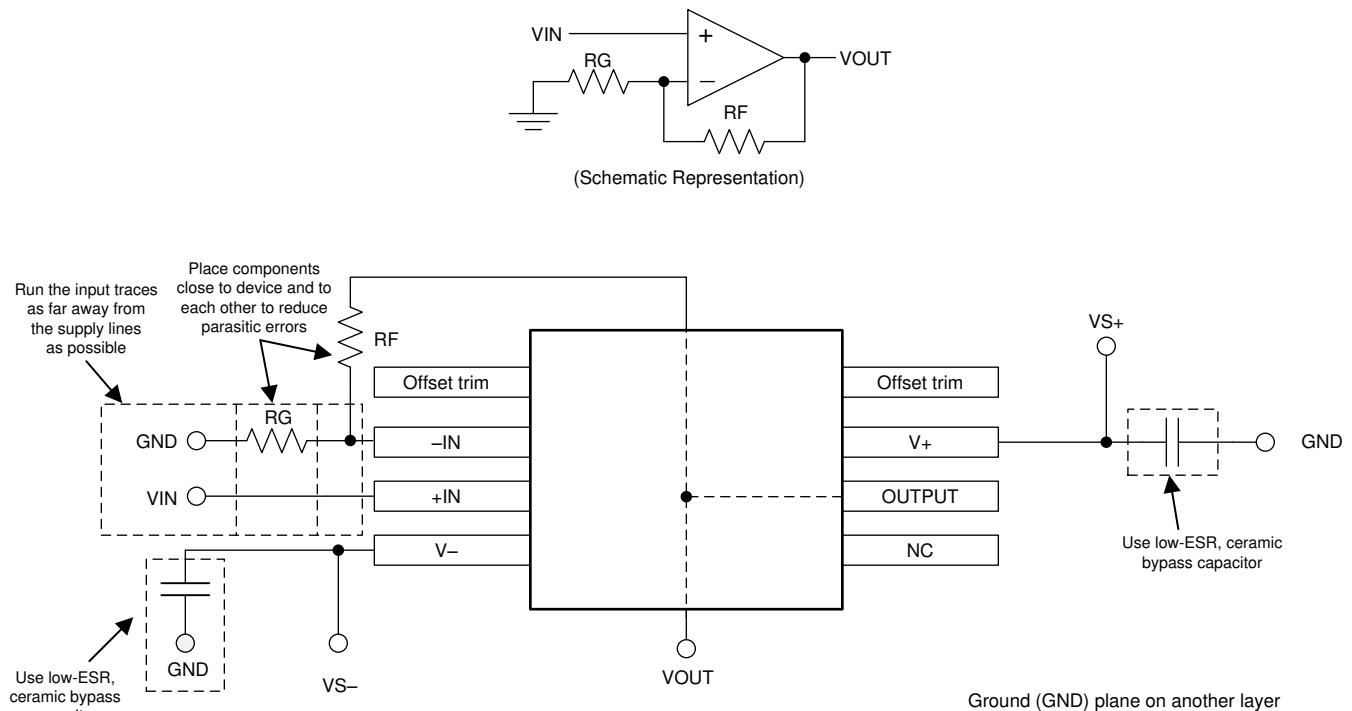 VIN
RG
+
−
VOUT
RF
(Schematic Representation)
Run the input traces
as far away from
the supply lines
as possible
Place components
close to device and to
each other to reduce
parasitic errors
RF
VS+
Offset trim
Offset trim
RG
GND
–IN
V+
GND
VIN
+IN
OUTPUT
V–
NC
Use low-ESR, ceramic
bypass capacitor
GND
VS–
VOUT
Use low-ESR,
ceramic bypass
Ground (GND) plane on another layer